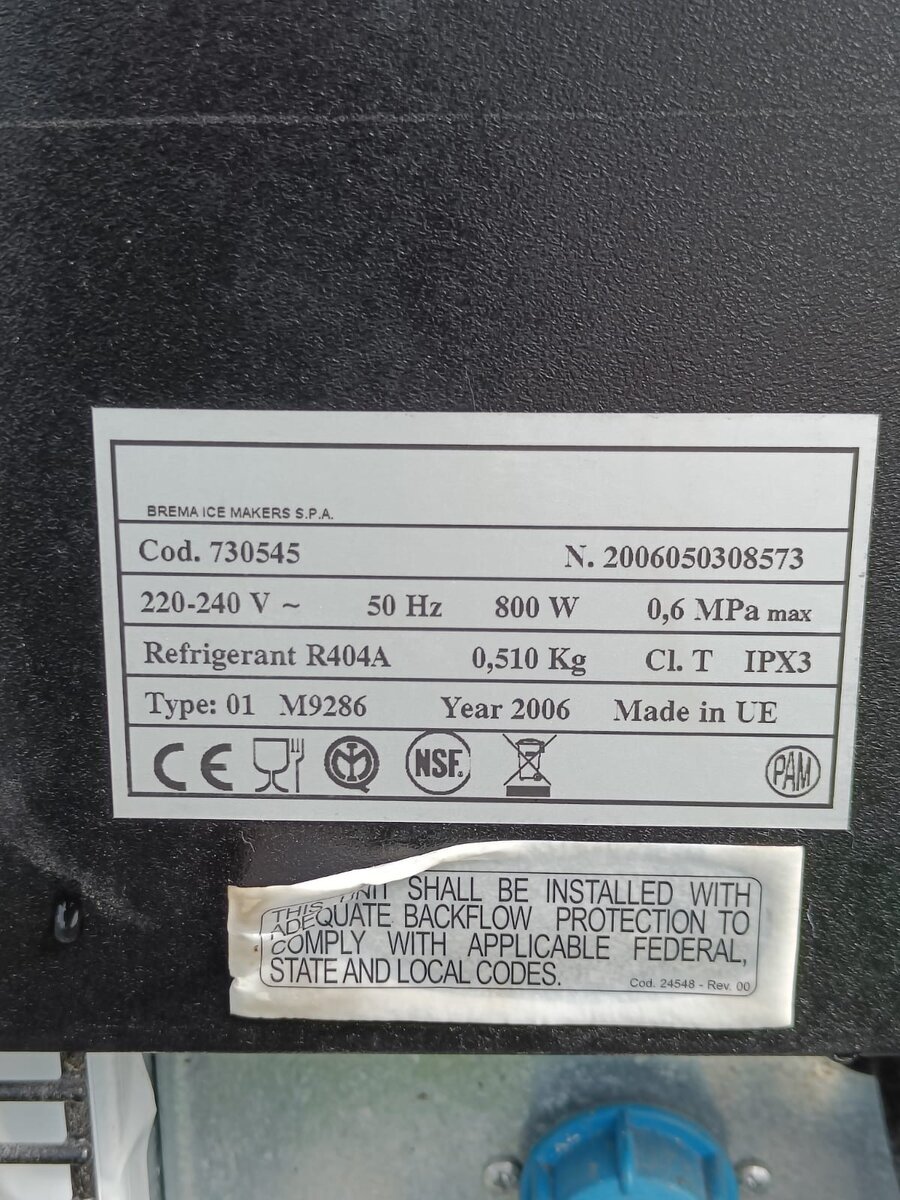 BREMA ICE MAKERS S.P.A.
Cod. 730545 N. 2006050308573
220-240 V ~ 50 Hz 800 W 0,6 MPa max
Refrigerant R404A 0,510 Kg Cl. T IPX3
Type: 01 M9286 Year 2006 Made in UE
CE NSF® PAM
THIS UNIT SHALL BE INSTALLED WITH
ADEQUATE BACKFLOW PROTECTION TO
COMPLY WITH APPLICABLE FEDERAL,
STATE AND LOCAL CODES.
Cod. 24548 - Rev. 00